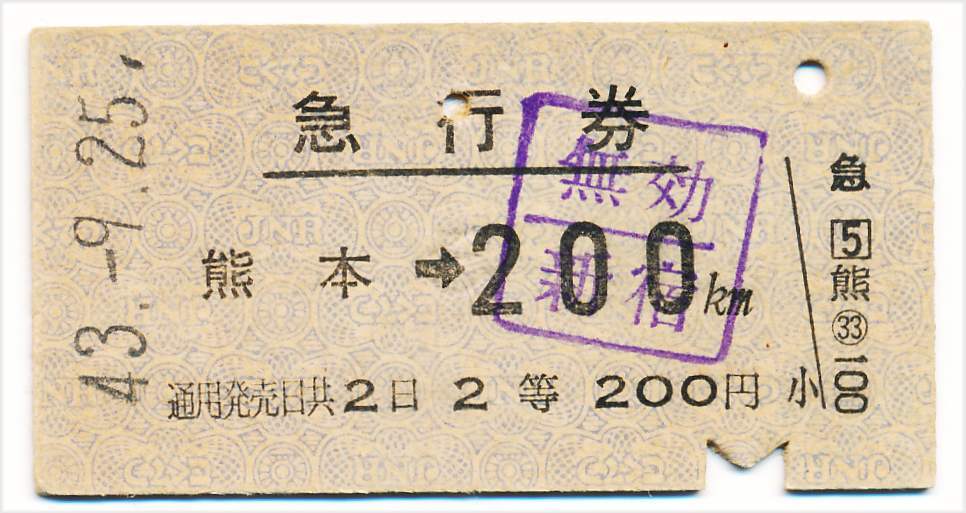 43.-9.25
急行券
熊本➡200km
通用発売日共2日 2等 200円
小
急
5
熊
㉝
100
無効
新宿